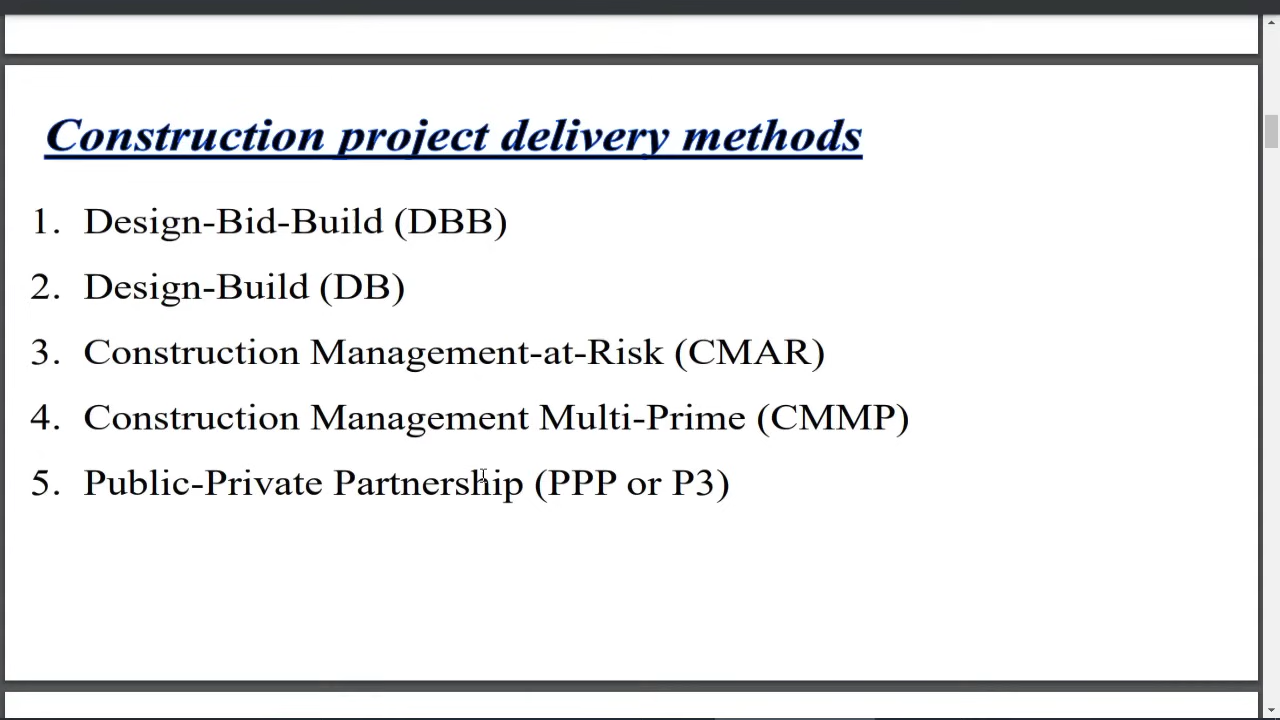 Construction project delivery methods
1. Design-Bid-Build (DBB)
2. Design-Build (DB)
3. Construction Management-at-Risk (CMAR)
4. Construction Management Multi-Prime (CMMP)
5. Public-Private Partnership (PPP or P3)